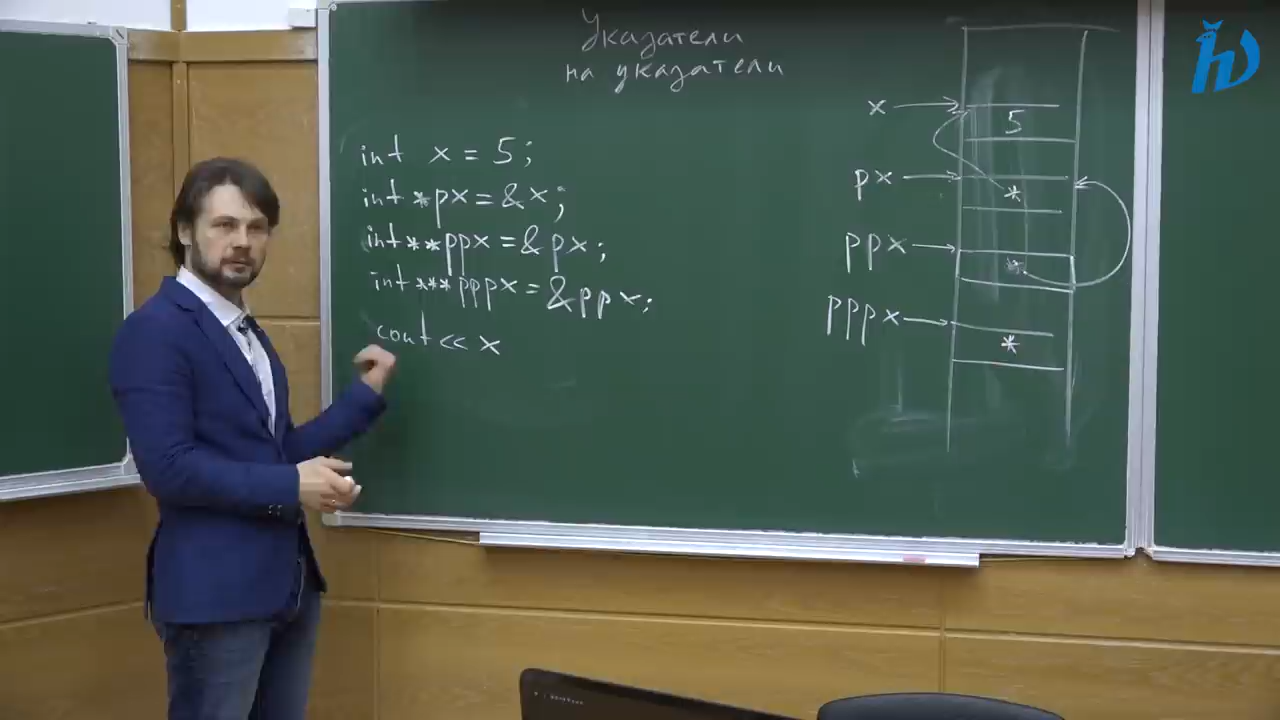 Указатели
на указатели
int x = 5;
int *px = &x;
int **ppx = &px;
int ***pppx = &ppx;
cout << x
x
5
px
*
ppx
*
pppx
*